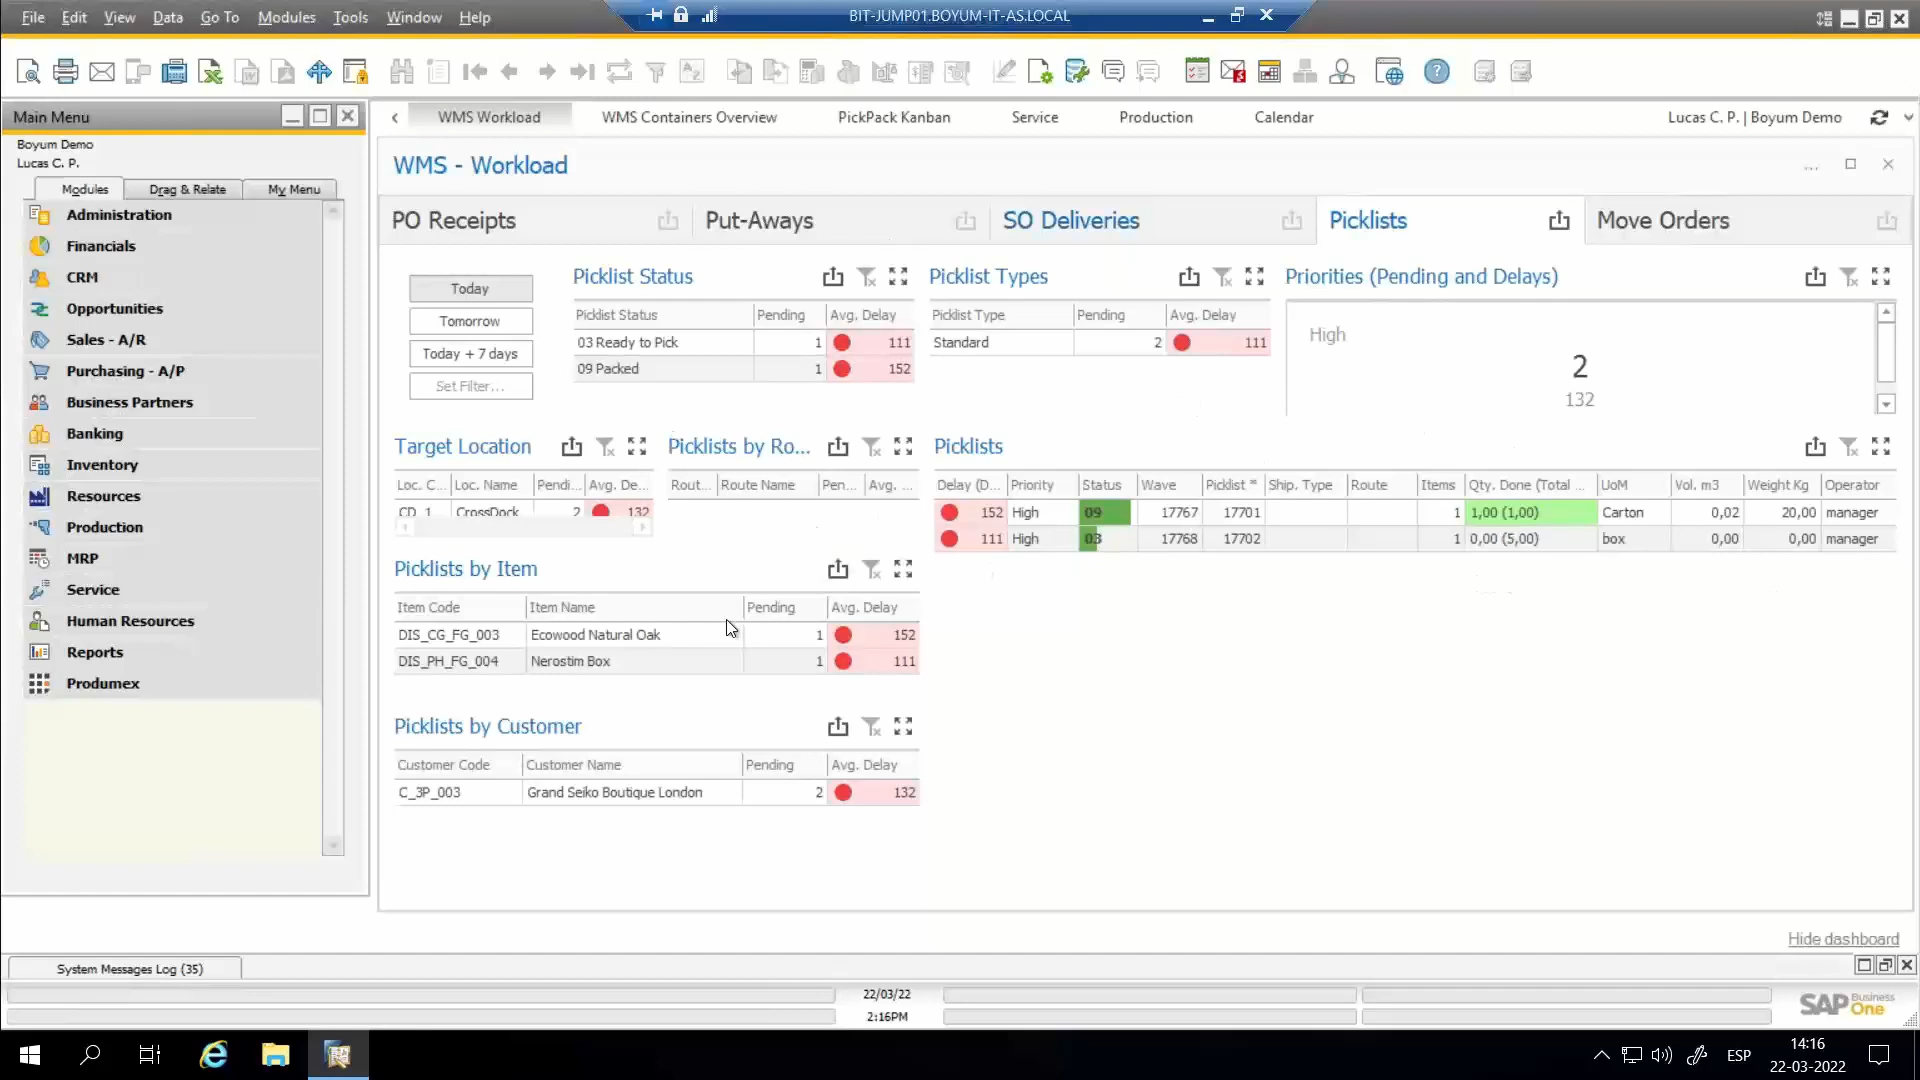 File Edit View Data Go To Modules Tools Window Help
BIT-JUMP01.BOYUM-IT-AS.LOCAL
Main Menu
Boyum Demo
Lucas C. P.
Modules Drag & Relate My Menu
Administration
Financials
CRM
Opportunities
Sales - A/R
Purchasing - A/P
Business Partners
Banking
Inventory
Resources
Production
MRP
Service
Human Resources
Reports
Produmex
WMS Workload WMS Containers Overview PickPack Kanban Service Production Calendar Lucas C. P. | Boyum Demo
WMS - Workload
PO Receipts Put-Aways SO Deliveries Picklists Move Orders
Today
Tomorrow
Today + 7 days
Set Filter...
Picklist Status
Picklist Status Pending Avg. Delay
03 Ready to Pick 1 111
09 Packed 1 152
Picklist Types
Picklist Type Pending Avg. Delay
Standard 2 111
Priorities (Pending and Delays)
High
2
132
Target Location
Loc. C... Loc. Name Pendi... Avg. De...
CD_1 CrossDock 2 132
Picklists by Ro...
Rout... Route Name Pen... Avg. ...
Picklists
Delay (D... Priority Status Wave Picklist * Ship. Type Route Items Qty. Done (Total ... UoM Vol. m3 Weight Kg Operator
152 High 09 17767 17701 1 1,00 (1,00) Carton 0,02 20,00 manager
111 High 03 17768 17702 1 0,00 (5,00) box 0,00 0,00 manager
Picklists by Item
Item Code Item Name Pending Avg. Delay
DIS_CG_FG_003 Ecowood Natural Oak 1 152
DIS_PH_FG_004 Nerostim Box 1 111
Picklists by Customer
Customer Code Customer Name Pending Avg. Delay
C_3P_003 Grand Seiko Boutique London 2 132
Hide dashboard
System Messages Log (35)
22/03/22
2:16PM
SAP Business One
ESP
14:16
22-03-2022